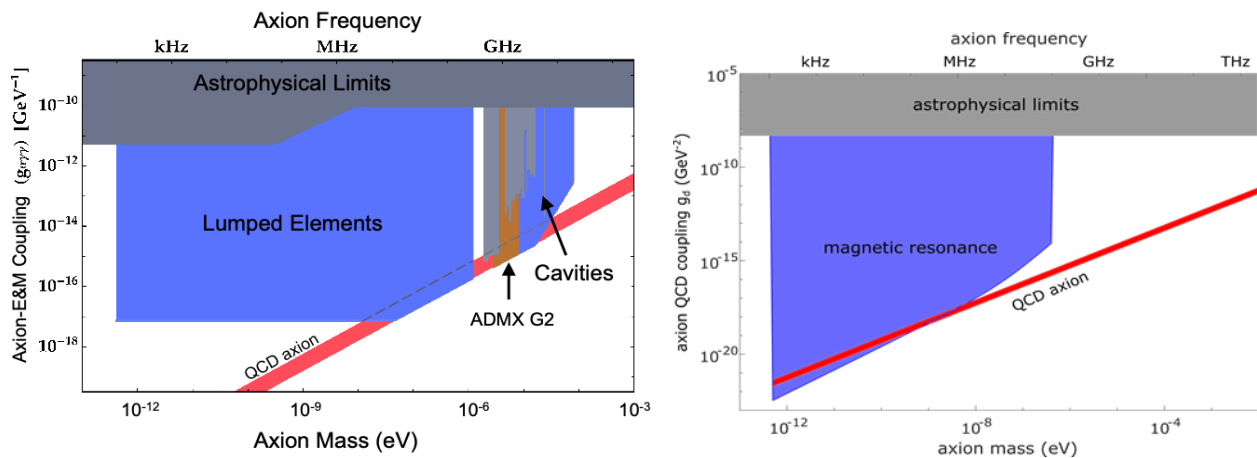 Axion Frequency
kHz MHz GHz
Astrophysical Limits
Lumped Elements
Cavities
ADMX G2
QCD axion
Axion-E&M Coupling (gaγγ) [GeV⁻¹]
10⁻¹⁰
10⁻¹²
10⁻¹⁴
10⁻¹⁶
10⁻¹⁸
10⁻¹² 10⁻⁹ 10⁻⁶ 10⁻³
Axion Mass (eV)
axion frequency
kHz MHz GHz THz
astrophysical limits
magnetic resonance
QCD axion
axion QCD coupling g_d (GeV⁻²)
10⁻⁵
10⁻¹⁰
10⁻¹⁵
10⁻²⁰
10⁻¹² 10⁻⁸ 10⁻⁴
axion mass (eV)